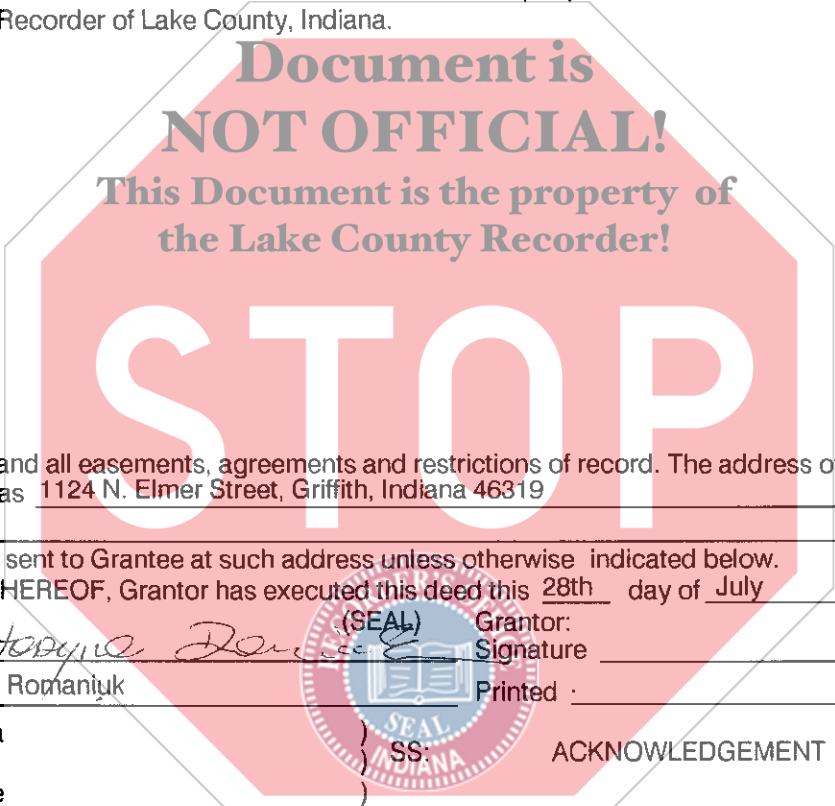 Recorder of Lake County, Indiana.
Document is
NOT OFFICIAL!
This Document is the property of
the Lake County Recorder!
STOP
and all easements, agreements and restrictions of record. The address o
as 1124 N. Elmer Street, Griffith, Indiana 46319
sent to Grantee at such address unless otherwise indicated below.
HEREOF, Grantor has executed this deed this 28th day of July
(SEAL) Grantor:
Signature
Romaniuk Printed
SEAL
INDIANA
SS: ACKNOWLEDGEMENT